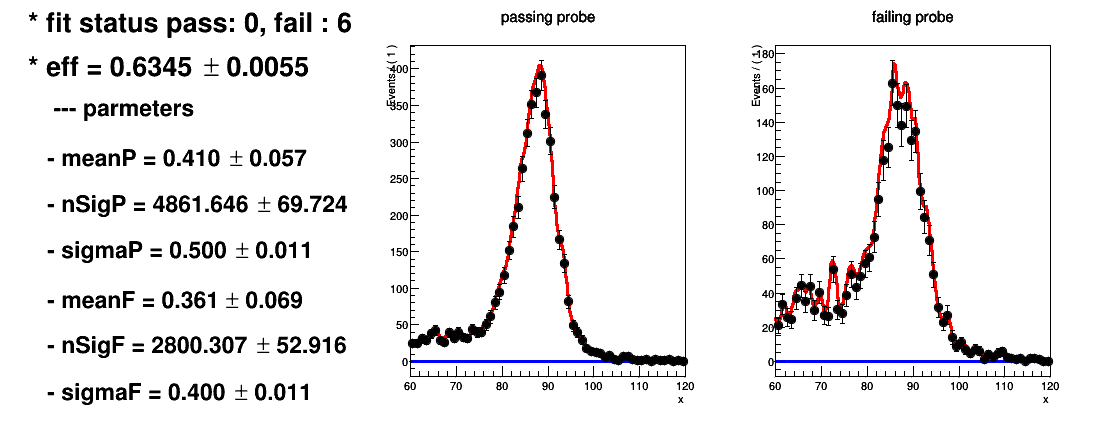 * fit status pass: 0, fail : 6
* eff = 0.6345 ± 0.0055
--- parmeters
- meanP = 0.410 ± 0.057
- nSigP = 4861.646 ± 69.724
- sigmaP = 0.500 ± 0.011
- meanF = 0.361 ± 0.069
- nSigF = 2800.307 ± 52.916
- sigmaF = 0.400 ± 0.011
passing probe
Events / ( 1 )
400
350
300
250
200
150
100
50
0
60 70 80 90 100 110 120
x
failing probe
Events / ( 1 )
180
160
140
120
100
80
60
40
20
0
60 70 80 90 100 110 120
x